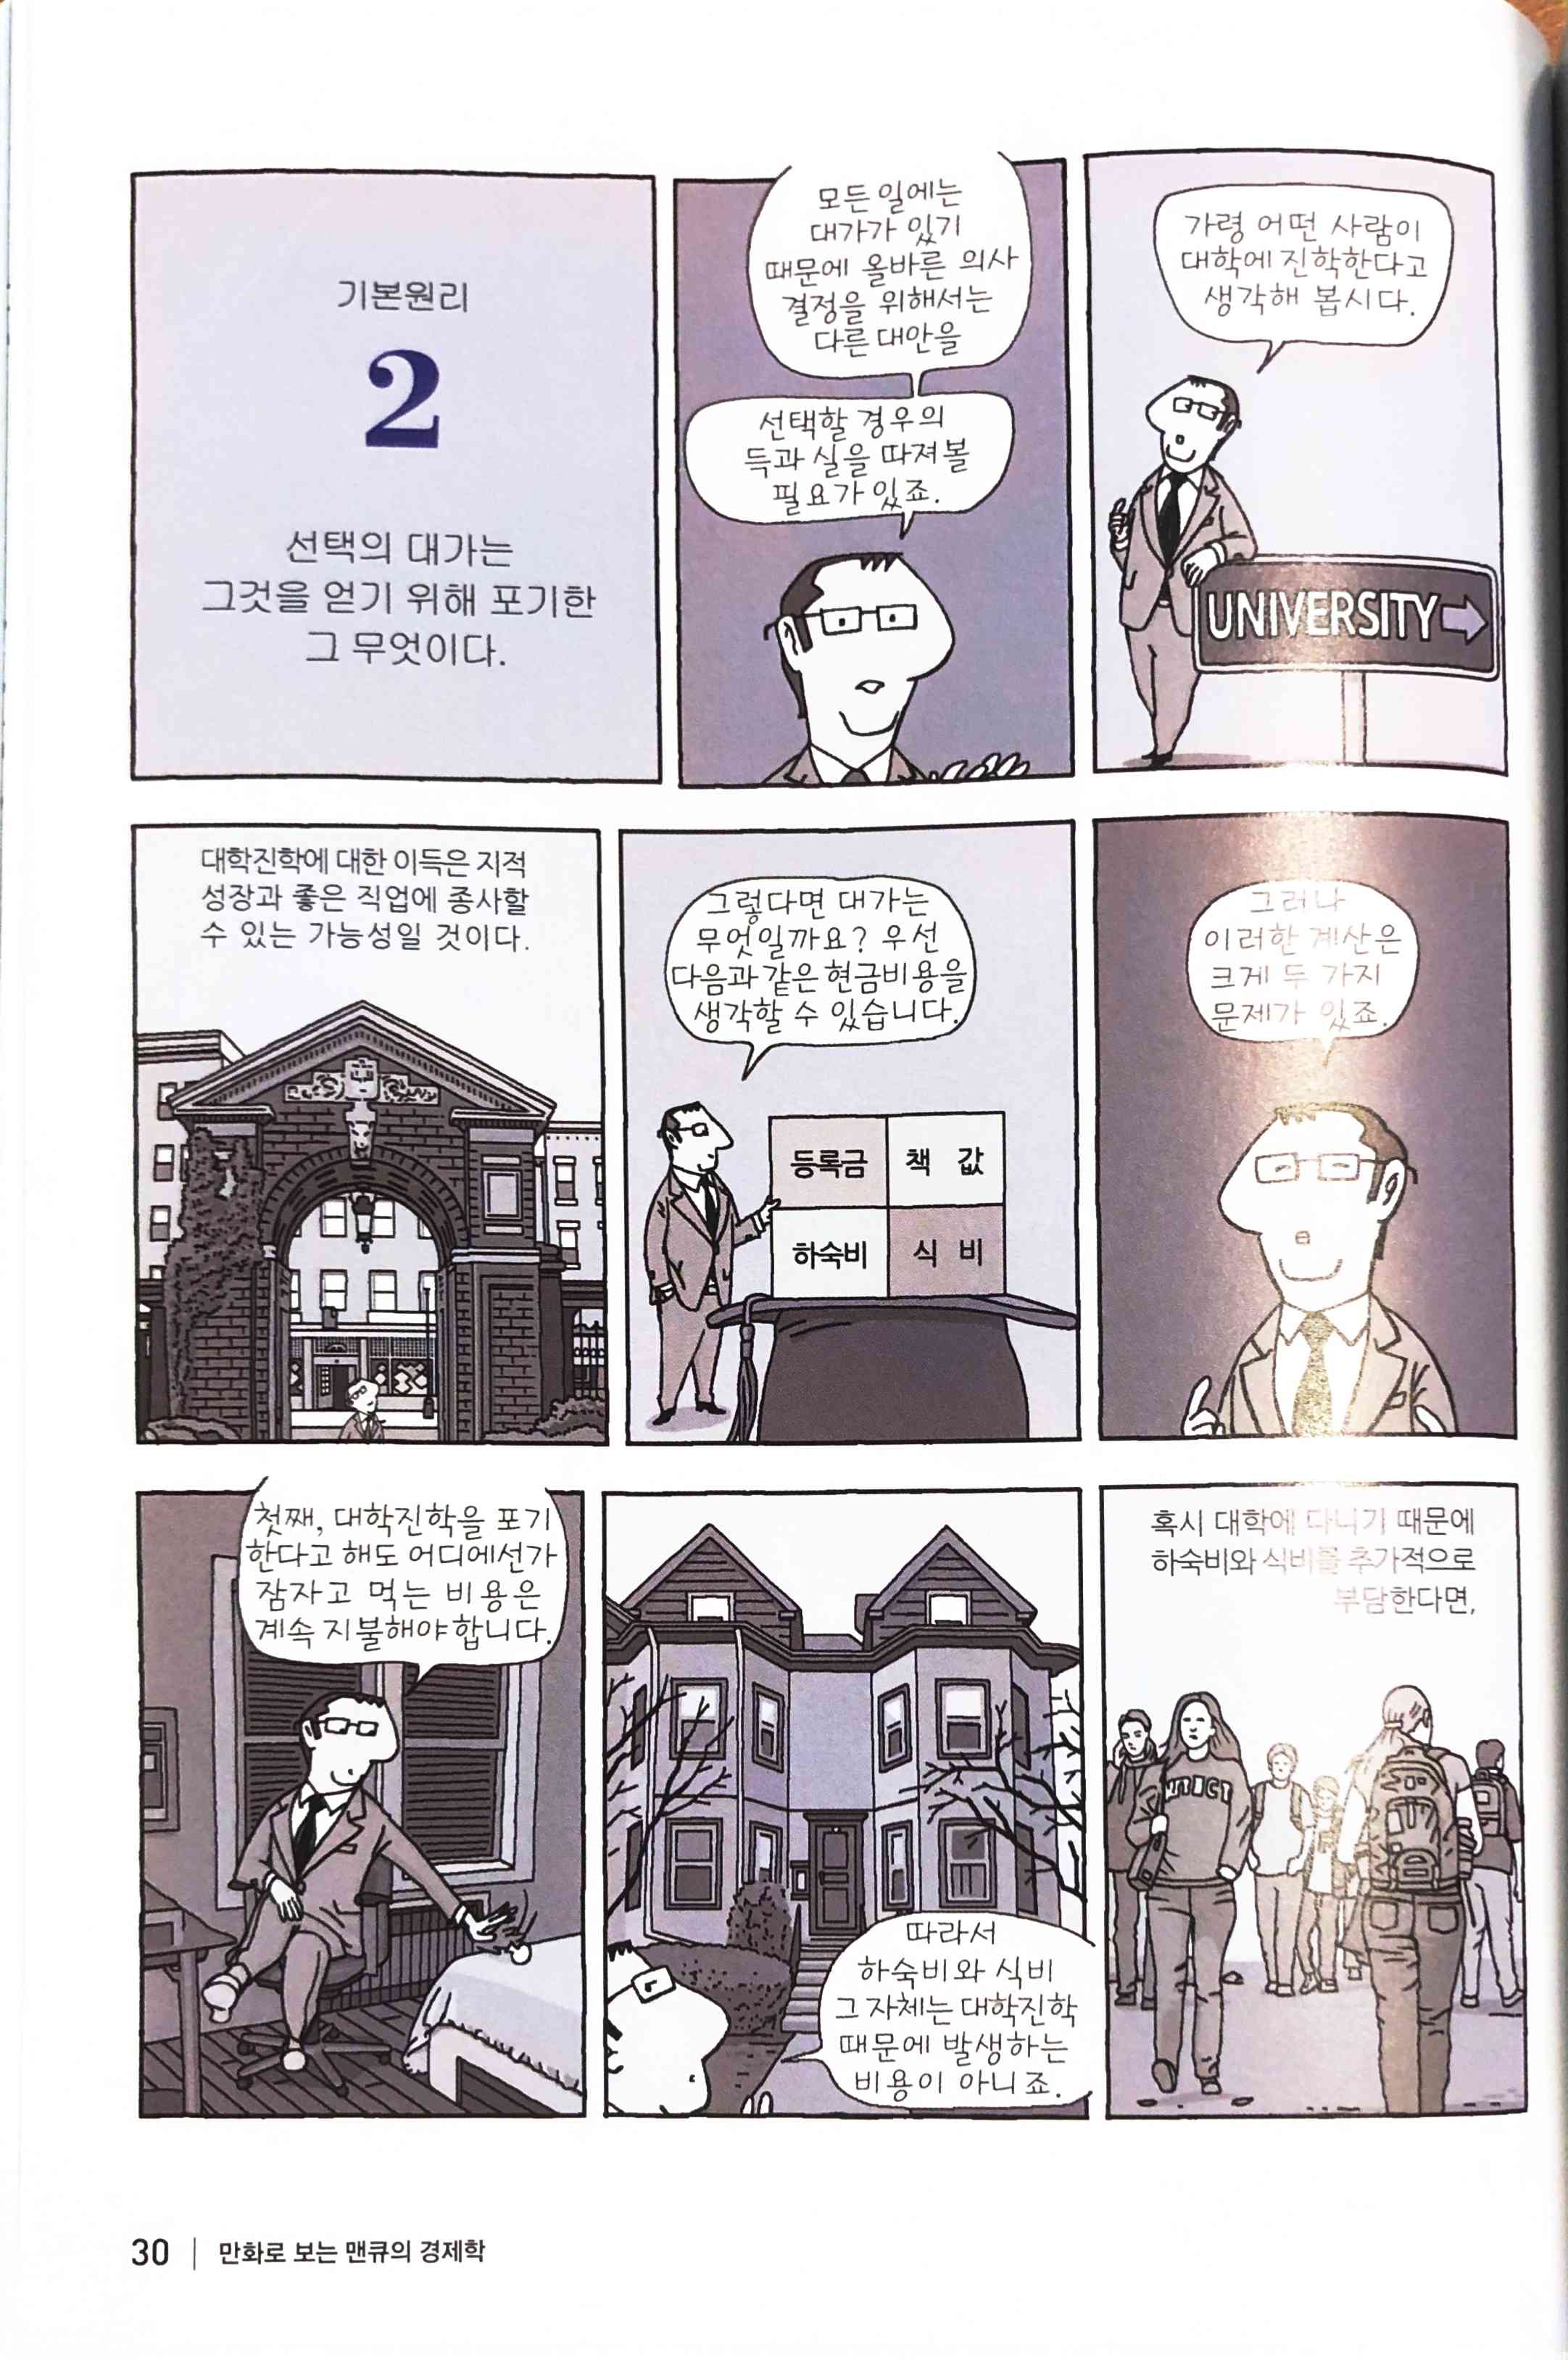 기본원리
2
선택의 대가는
그것을 얻기 위해 포기한
그 무엇이다.
모든 일에는
대가가 있기
때문에 올바른 의사
결정을 위해서는
다른 대안을
선택할 경우의
득과 실을 따져볼
필요가 있죠.
가령 어떤 사람이
대학에 진학한다고
생각해 봅시다.
UNIVERSITY
대학진학에 대한 이득은 지적
성장과 좋은 직업에 종사할
수 있는 가능성일 것이다.
그렇다면 대가는
무엇일까요? 우선
다음과 같은 현금비용을
생각할 수 있습니다.
등록금 책 값
하숙비 식 비
그러나
이러한 계산은
크게 두 가지
문제가 있죠.
첫째, 대학진학을 포기
한다고 해도 어디에선가
잠자고 먹는 비용은
계속 지불해야합니다.
따라서
하숙비와 식비
그 자체는 대학진학
때문에 발생하는
비용이 아니죠.
혹시 대학에 다니기 때문에
하숙비와 식비를 추가적으로
부담한다면,
30 | 만화로 보는 맨큐의 경제학